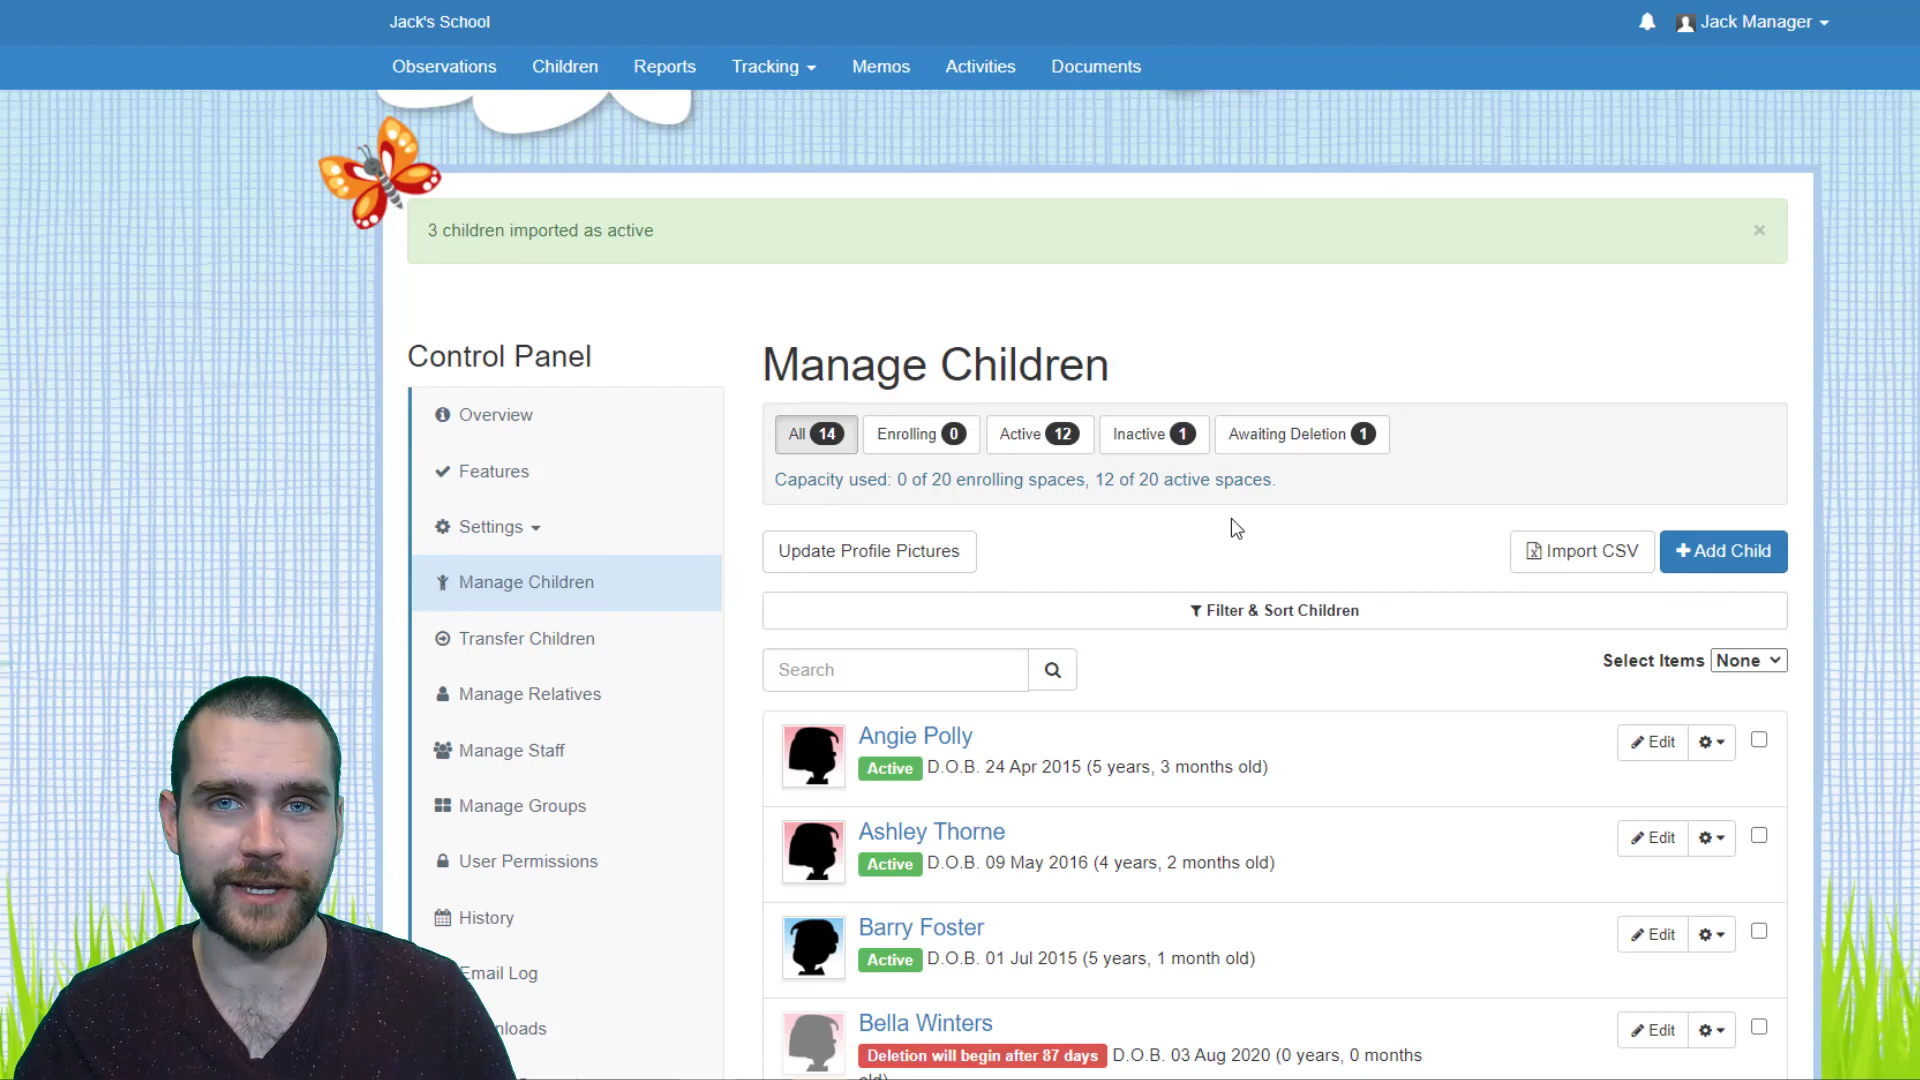 Jack's School
Jack Manager
Observations Children Reports Tracking Memos Activities Documents
3 children imported as active
×
Control Panel
Overview
Features
Settings
Manage Children
Transfer Children
Manage Relatives
Manage Staff
Manage Groups
User Permissions
History
Email Log
nloads
Manage Children
All 14 Enrolling 0 Active 12 Inactive 1 Awaiting Deletion 1
Capacity used: 0 of 20 enrolling spaces, 12 of 20 active spaces.
Update Profile Pictures
Import CSV
Add Child
Filter & Sort Children
Search
Select Items None
Angie Polly
Active D.O.B. 24 Apr 2015 (5 years, 3 months old)
Edit
Ashley Thorne
Active D.O.B. 09 May 2016 (4 years, 2 months old)
Edit
Barry Foster
Active D.O.B. 01 Jul 2015 (5 years, 1 month old)
Edit
Bella Winters
Deletion will begin after 87 days D.O.B. 03 Aug 2020 (0 years, 0 months
old)
Edit